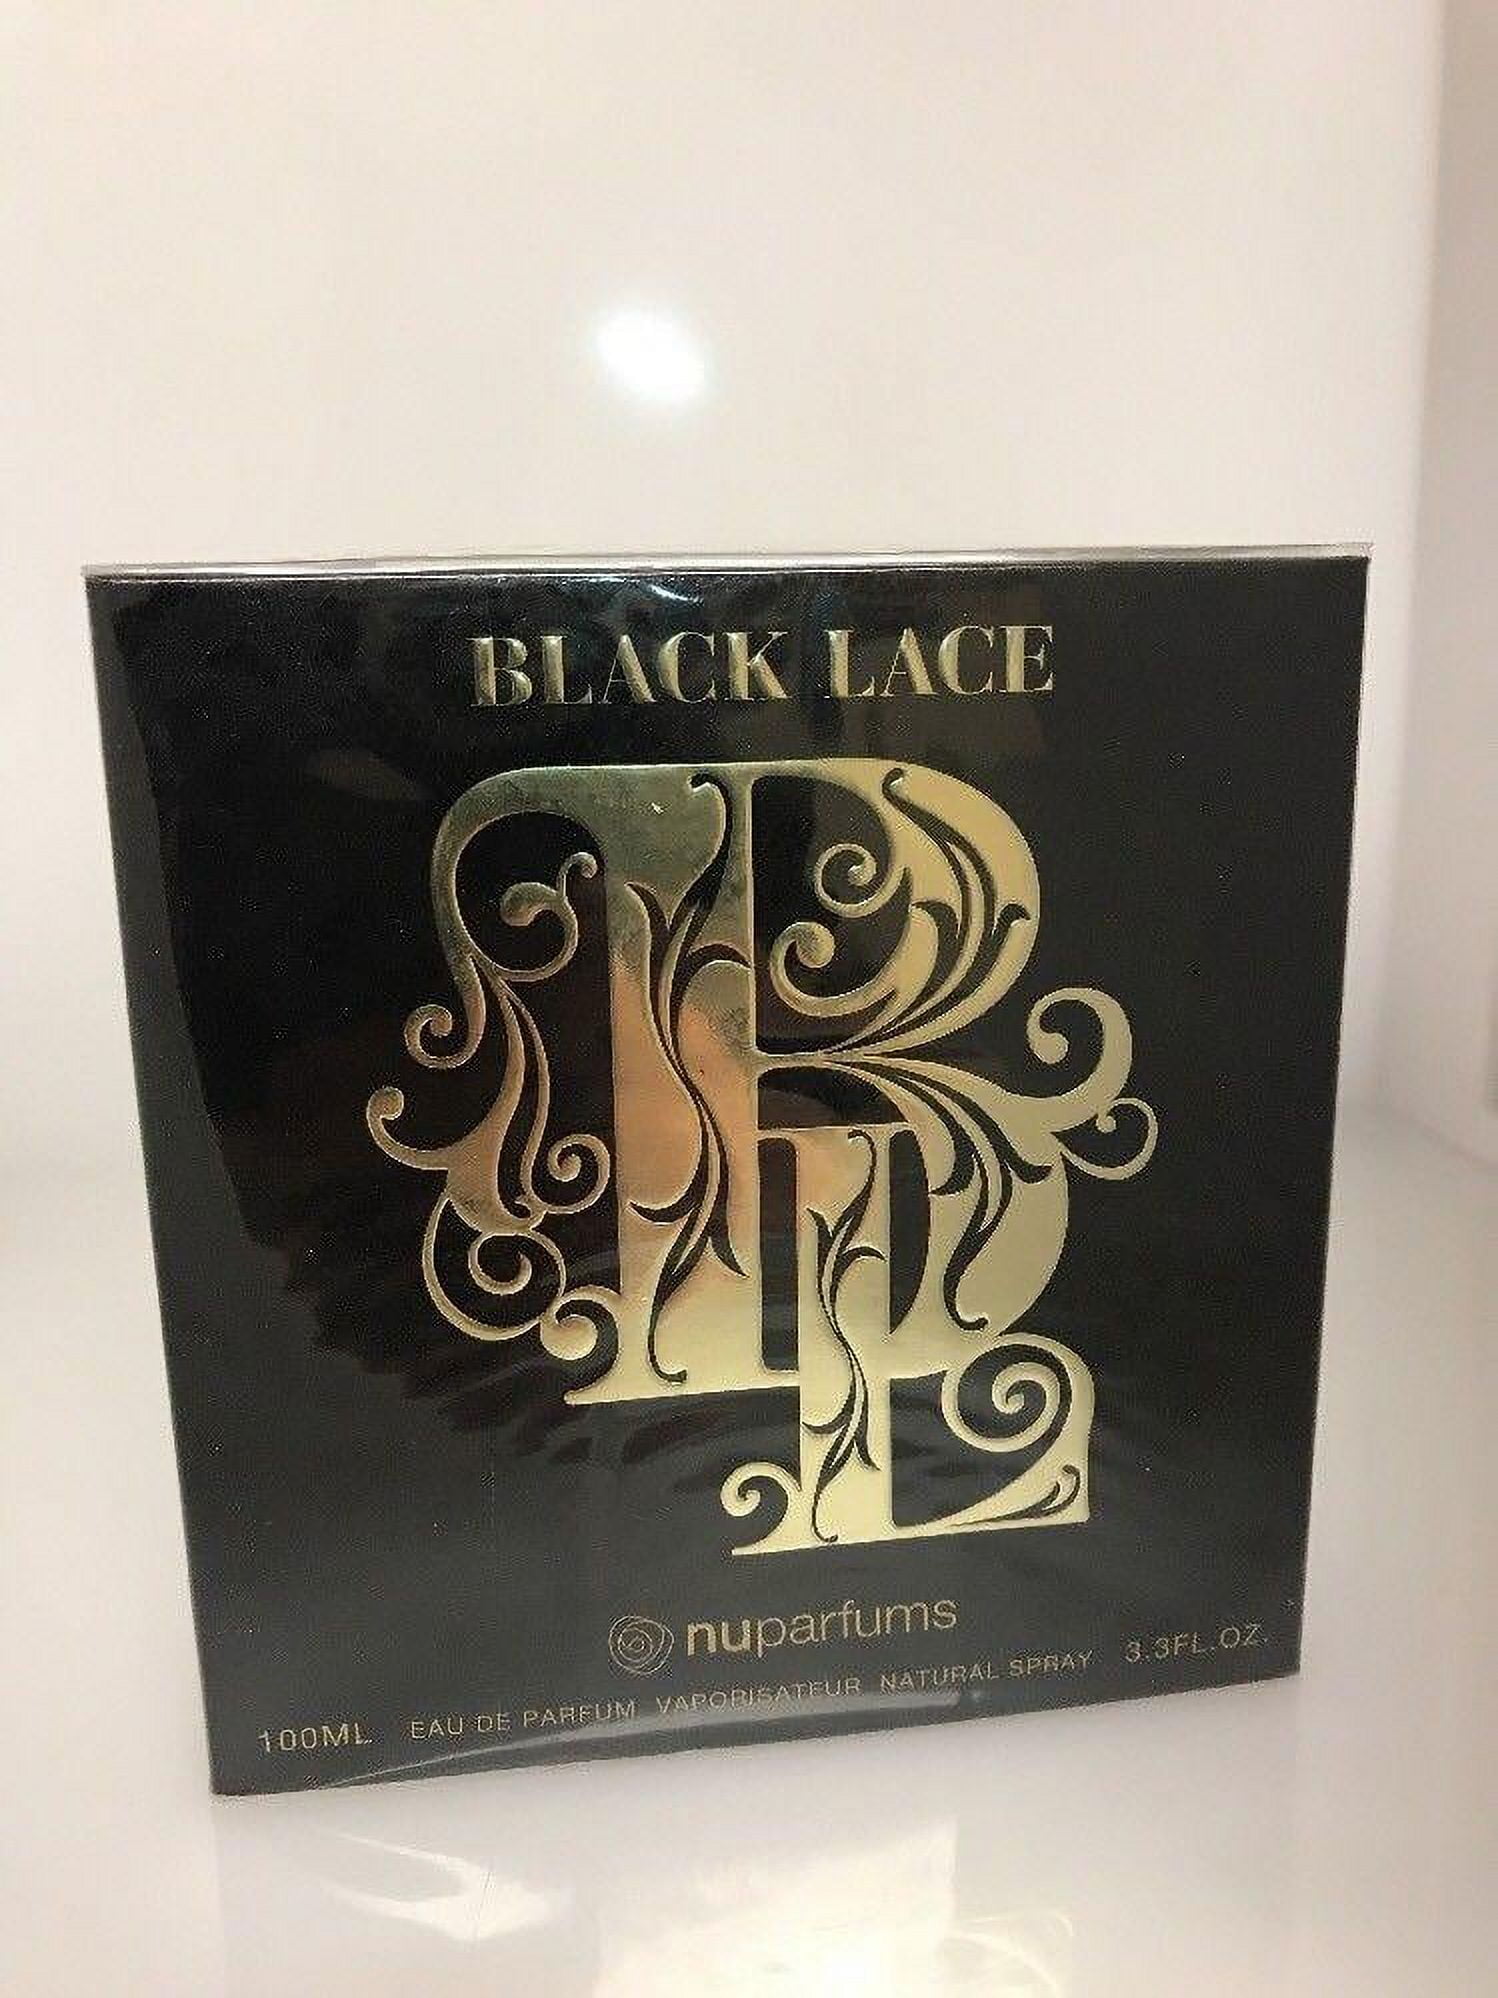 BLACK LACE
BL
nuparfums
100ML EAU DE PARFUM VAPORISATEUR NATURAL SPRAY 3.3FL.OZ.